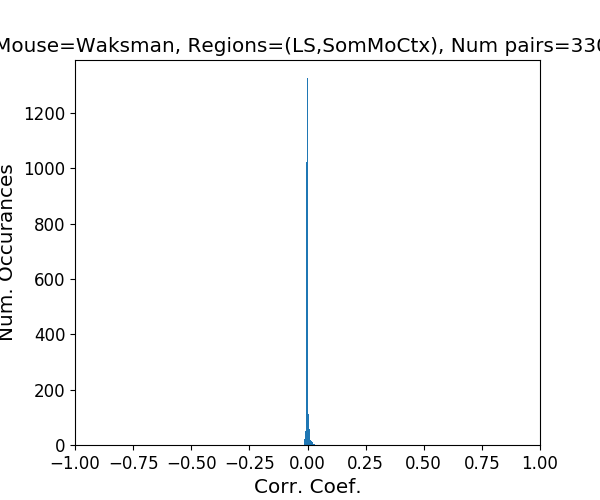 Mouse=Waksman, Regions=(LS,SomMoCtx), Num pairs=330
Num. Occurances
1200
1000
800
600
400
200
0
−1.00 −0.75 −0.50 −0.25 0.00 0.25 0.50 0.75 1.00
Corr. Coef.